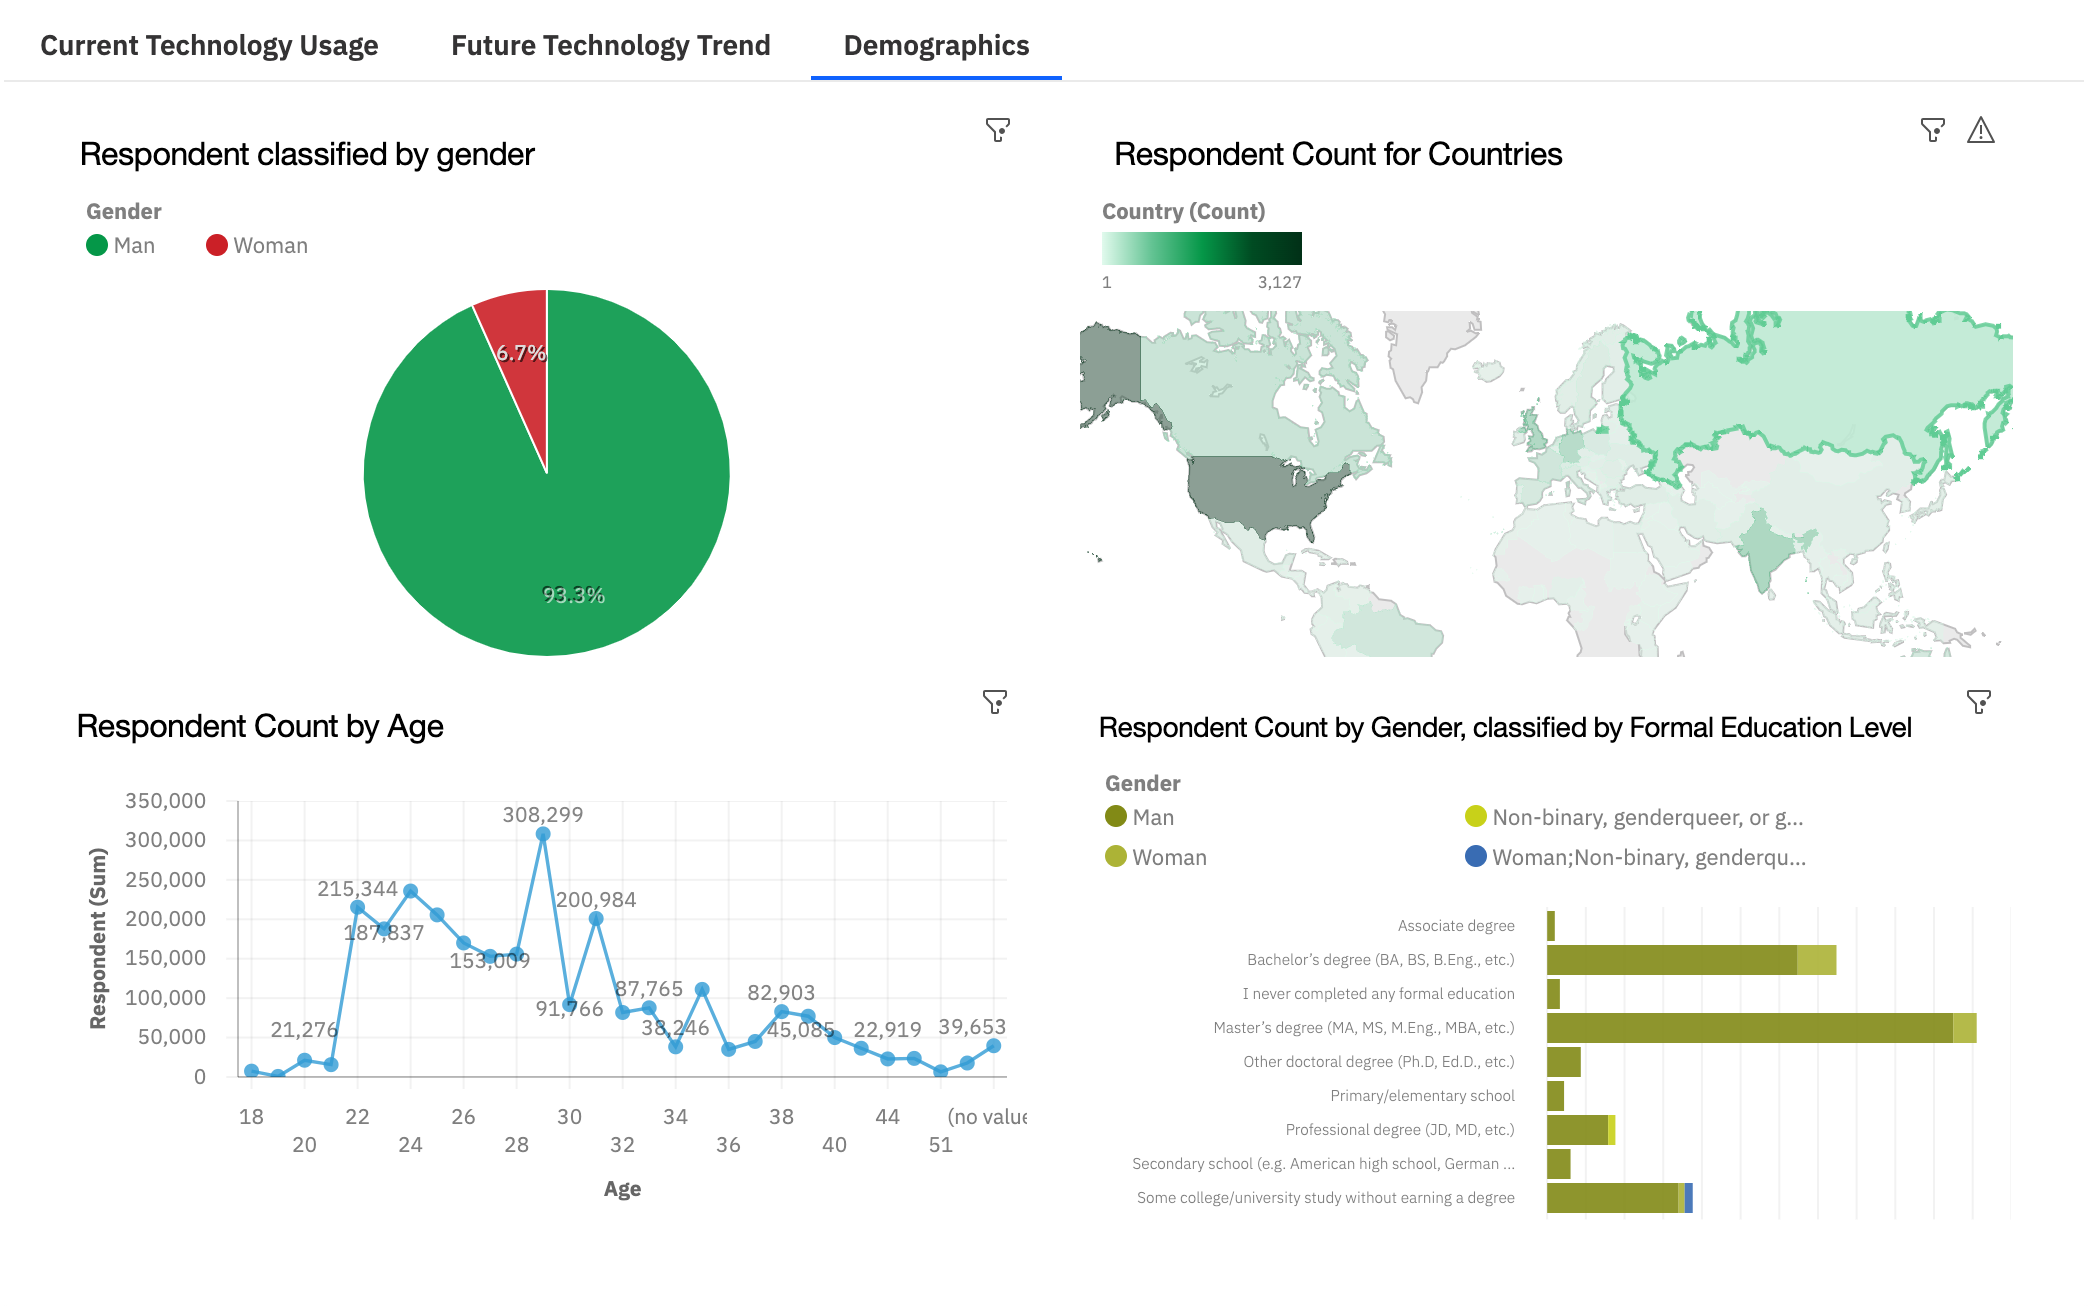 Current Technology Usage
Future Technology Trend
Demographics
Respondent classified by gender
Gender
Man
Woman
6.7%
93.3%
Respondent Count for Countries
Country (Count)
1
3,127
Respondent Count by Age
350,000
300,000
250,000
200,000
150,000
100,000
50,000
0
Respondent (Sum)
308,299
215,344
200,984
187,837
153,009
91,766
87,765
82,903
38,246
45,085
22,919
39,653
21,276
18
22
26
30
34
38
44
(no value
20
24
28
32
36
40
51
Age
Respondent Count by Gender, classified by Formal Education Level
Gender
Man
Non-binary, genderqueer, or g...
Woman
Woman;Non-binary, genderqu...
Associate degree
Bachelor’s degree (BA, BS, B.Eng., etc.)
I never completed any formal education
Master’s degree (MA, MS, M.Eng., MBA, etc.)
Other doctoral degree (Ph.D, Ed.D., etc.)
Primary/elementary school
Professional degree (JD, MD, etc.)
Secondary school (e.g. American high school, German ...
Some college/university study without earning a degree